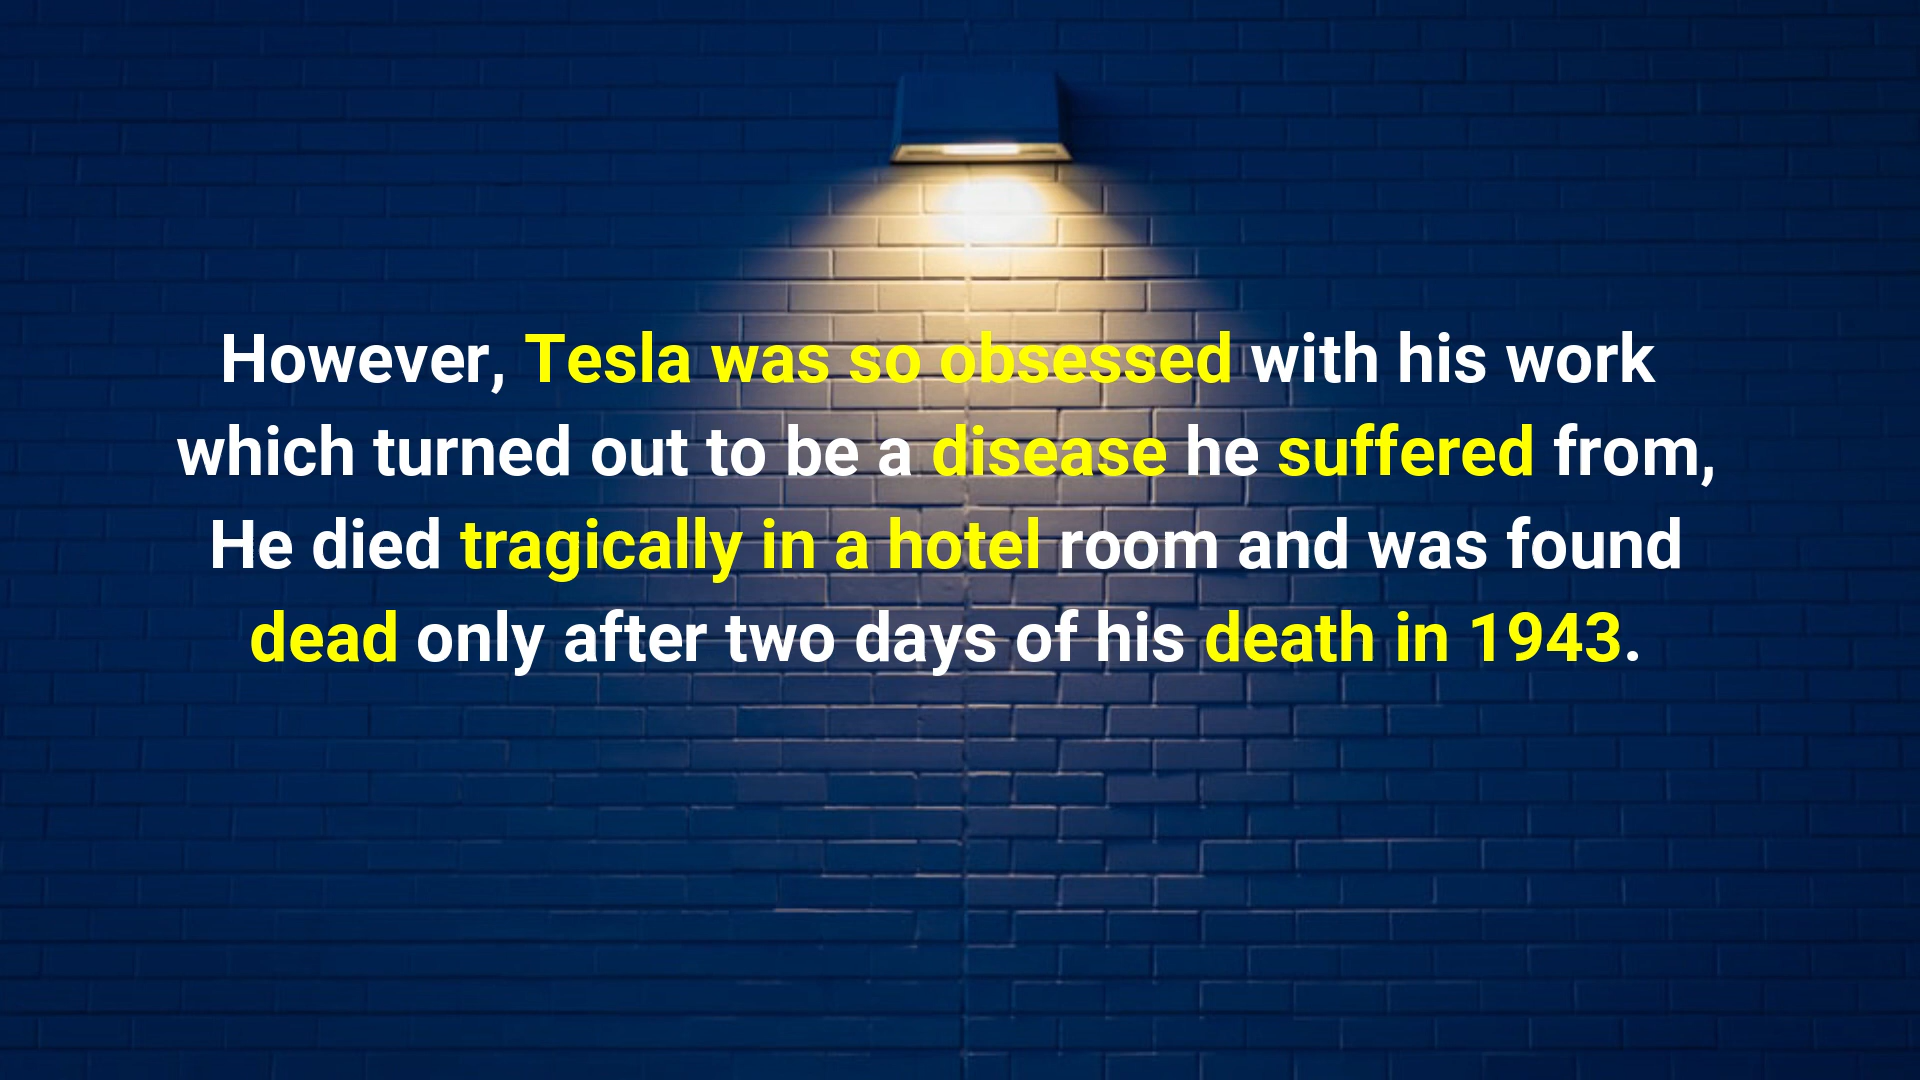 However, Tesla was so obsessed with his work
which turned out to be a disease he suffered from,
He died tragically in a hotel room and was found
dead only after two days of his death in 1943.